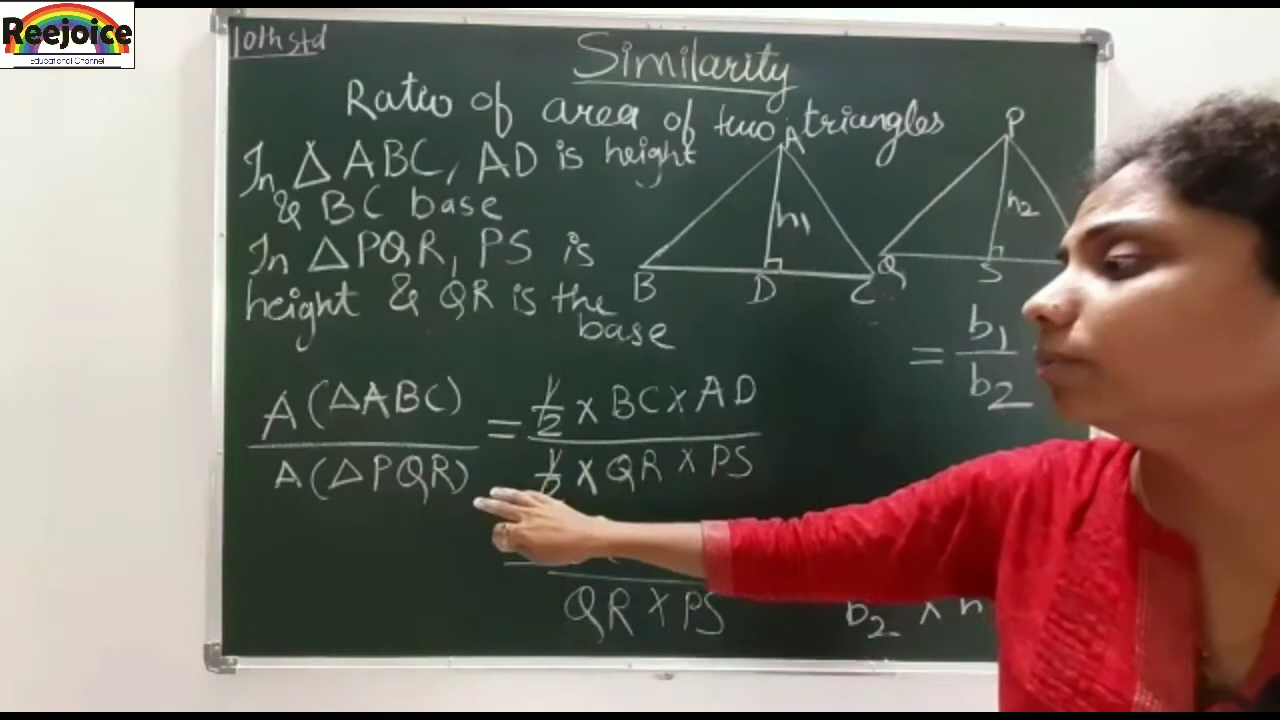 Reejoice
Educational Channel
10th std
Similarity
Ratio of area of two triangles
In △ ABC, AD is height
& BC base
In △ PQR, PS is
height & QR is the
base
A
h1
B D C
P
h2
Q S
A(△ABC) = 1/2 × BC × AD
A(△PQR) 1/2 × QR × PS
QR × PS
= b1
b2
b2 × h